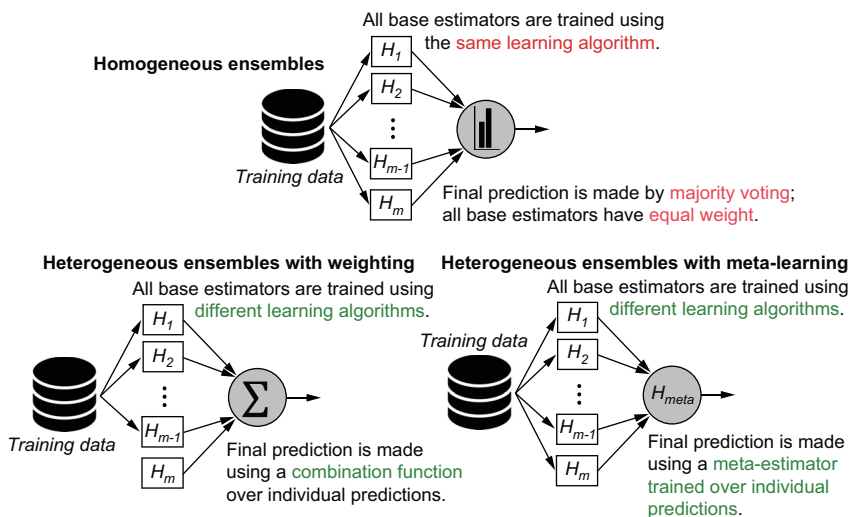 All base estimators are trained using
the same learning algorithm.
Homogeneous ensembles
H1
H2
⋮
Hm-1
Hm
Training data
Final prediction is made by majority voting;
all base estimators have equal weight.
Heterogeneous ensembles with weighting
All base estimators are trained using
different learning algorithms.
H1
H2
⋮
Hm-1
Hm
Σ
Training data
Final prediction is made
using a combination function
over individual predictions.
Heterogeneous ensembles with meta-learning
All base estimators are trained using
different learning algorithms.
Training data
H1
H2
⋮
Hm-1
Hm
Hmeta
Final prediction is made
using a meta-estimator
trained over individual
predictions.